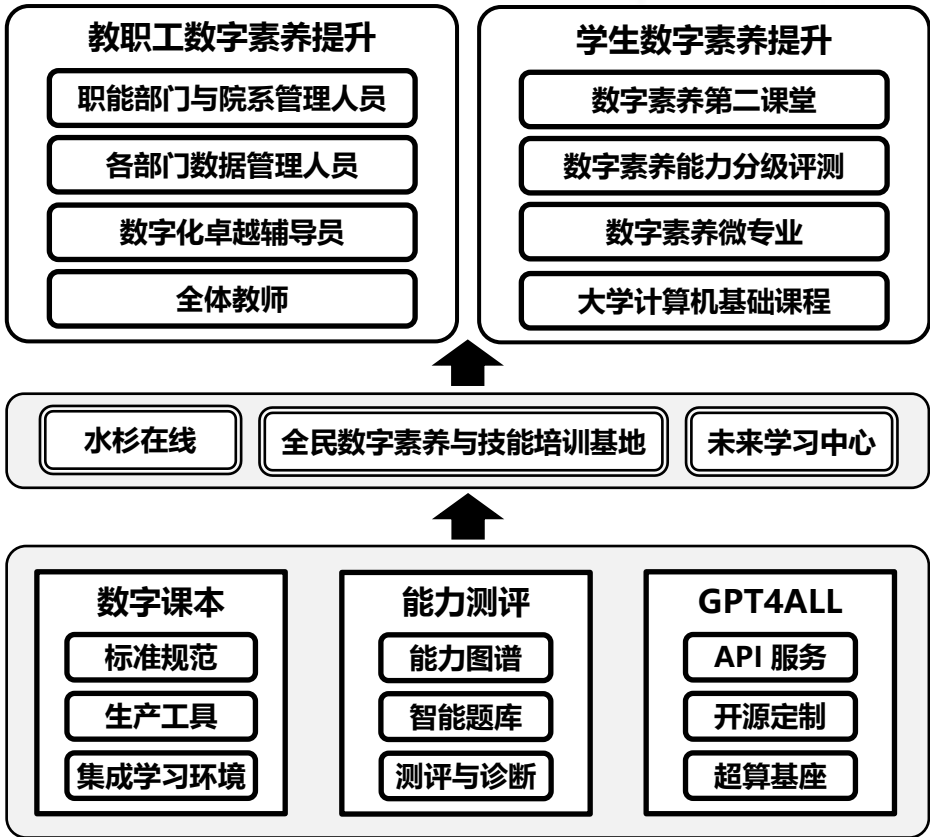 教职工数字素养提升
职能部门与院系管理人员
各部门数据管理人员
数字化卓越辅导员
全体教师
学生数字素养提升
数字素养第二课堂
数字素养能力分级评测
数字素养微专业
大学计算机基础课程
水杉在线
全民数字素养与技能培训基地
未来学习中心
数字课本
标准规范
生产工具
集成学习环境
能力测评
能力图谱
智能题库
测评与诊断
GPT4ALL
API 服务
开源定制
超算基座